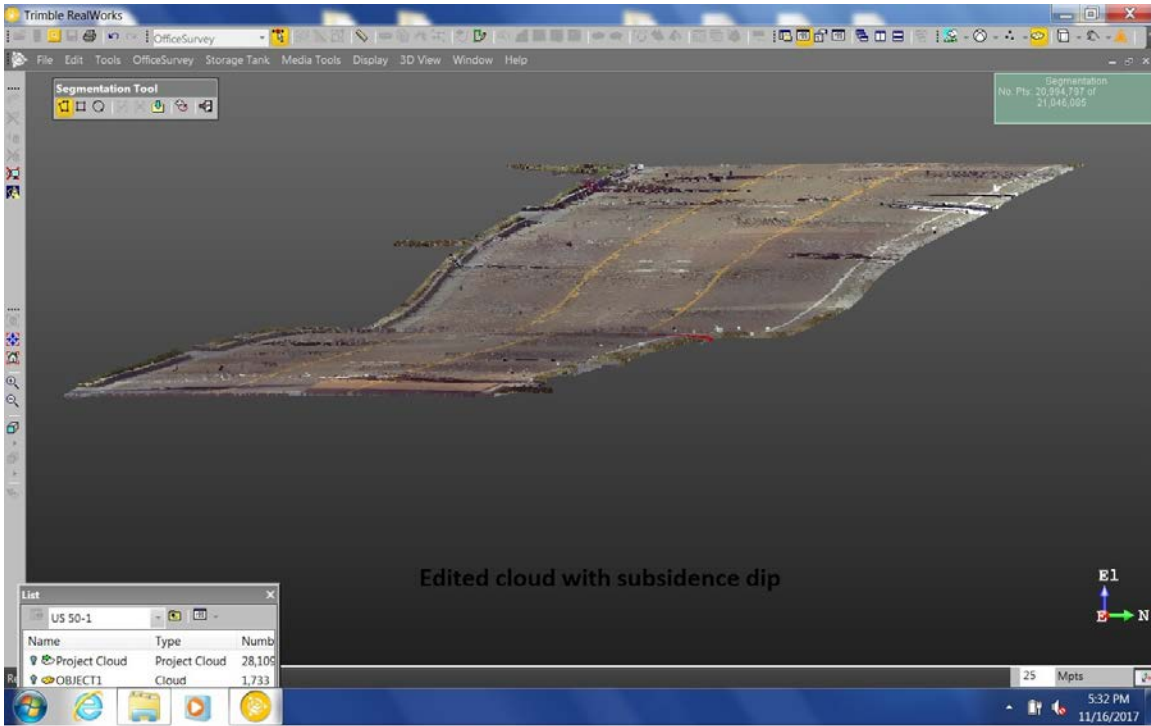 Trimble RealWorks
OfficeSurvey
File Edit Tools OfficeSurvey Storage Tank Media Tools Display 3D View Window Help
Segmentation Tool
Segmentation
No. Pts: 20,994,797 of
21,046,005
Edited cloud with subsidence dip
El
E N
List
US 50-1
Name Type Numb
Project Cloud Project Cloud 28,109
OBJECT1 Cloud 1,733
25 Mpts
5:32 PM
11/16/2017